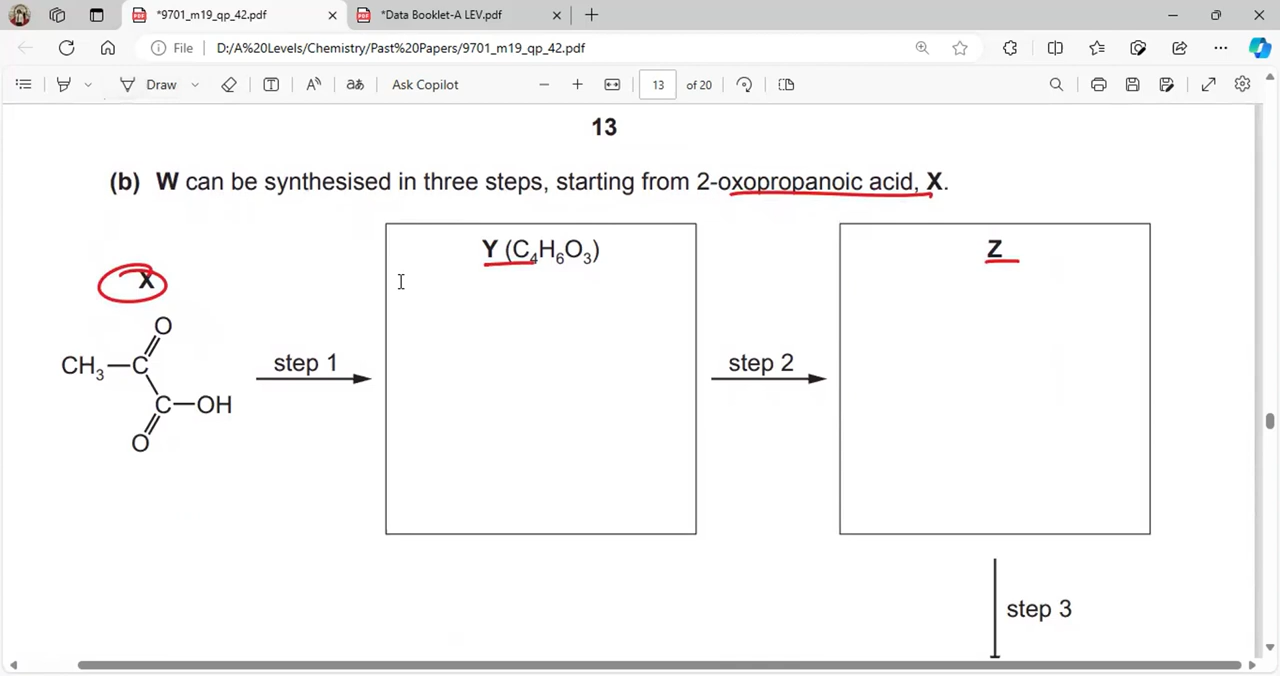 *9701_m19_qp_42.pdf
*Data Booklet-A LEV.pdf
File D:/A%20Levels/Chemistry/Past%20Papers/9701_m19_qp_42.pdf
Draw
Ask Copilot
13 of 20
13
(b) W can be synthesised in three steps, starting from 2-oxopropanoic acid, X.
Y (C₄H₆O₃)
Z
X
O
CH₃—C
C—OH
O
step 1
step 2
step 3